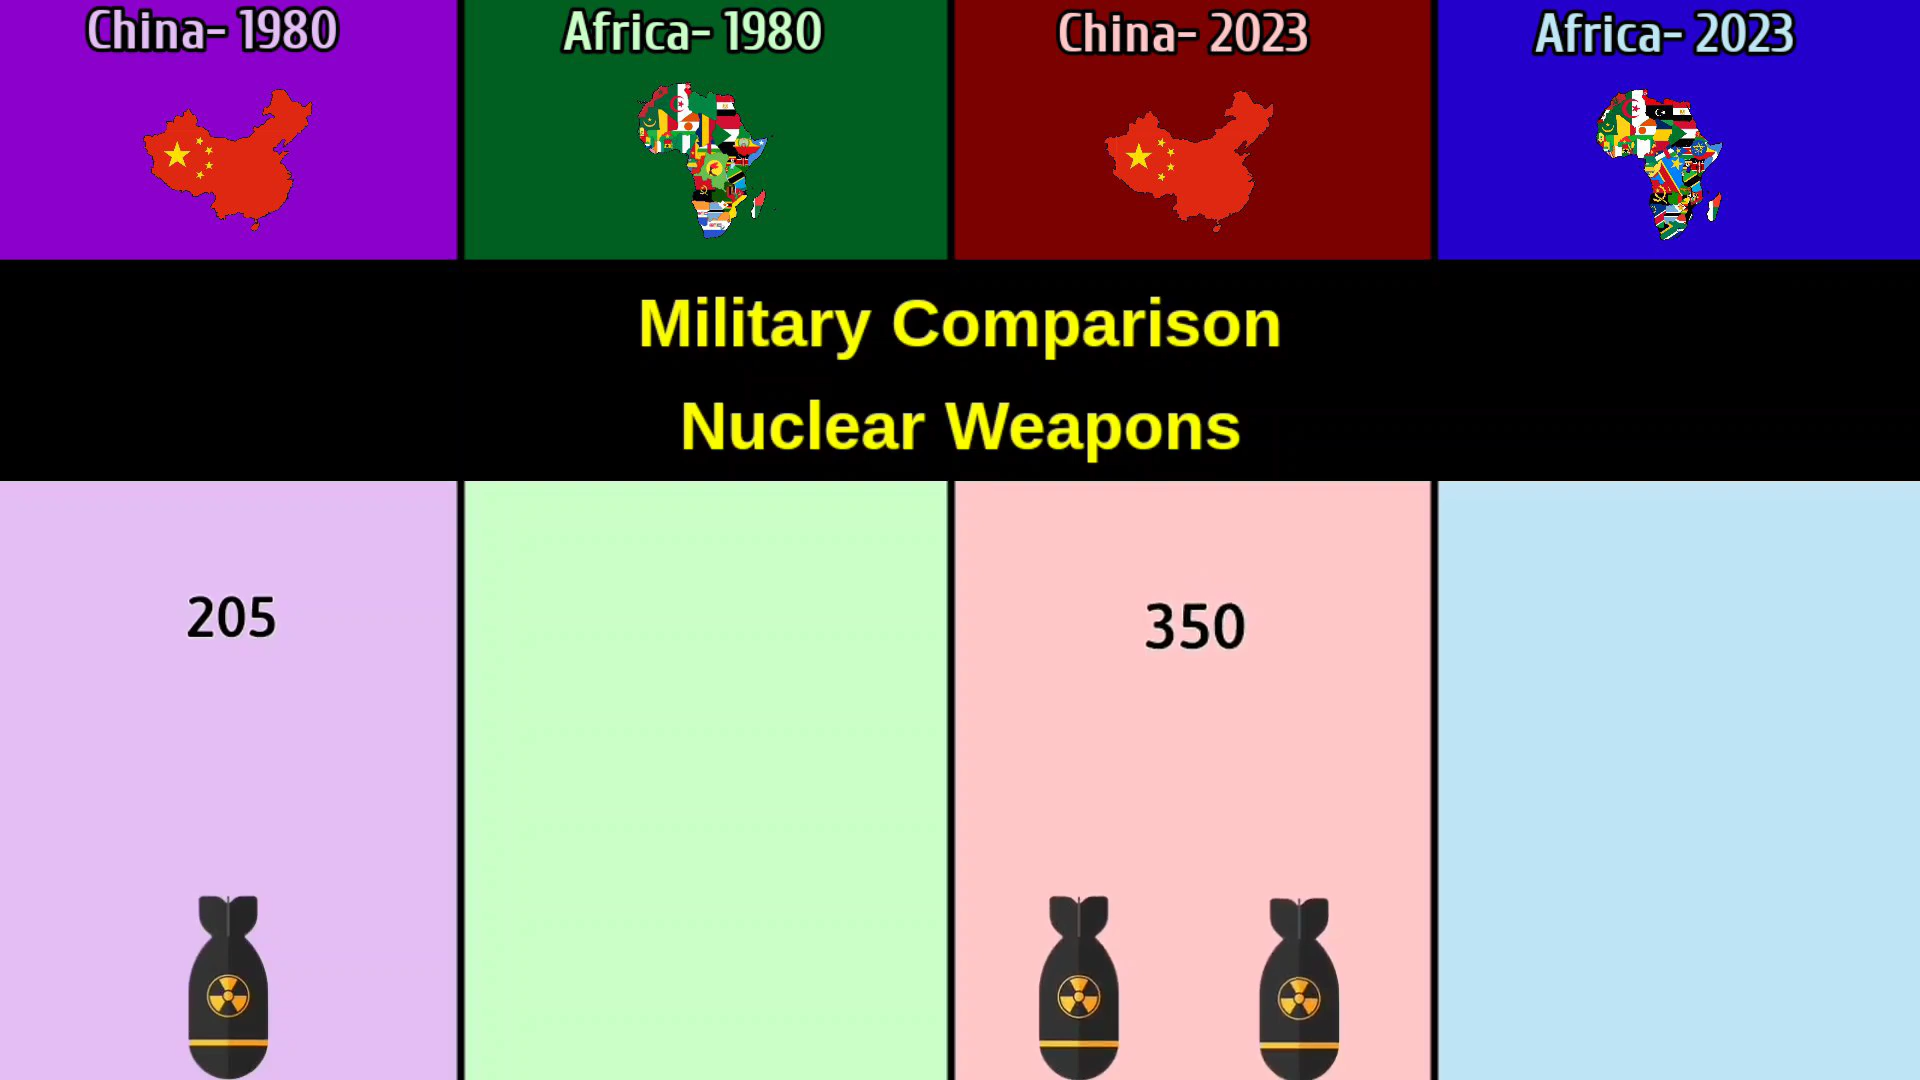 China- 1980
Africa- 1980
China- 2023
Africa- 2023
Military Comparison
Nuclear Weapons
205
350